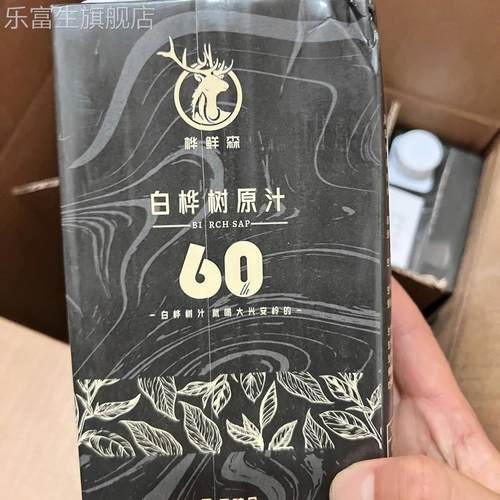 乐富生旗舰店
桦鲜森
白桦树原汁
BIRCH SAP
60th
白桦树汁 就喝大兴安岭的